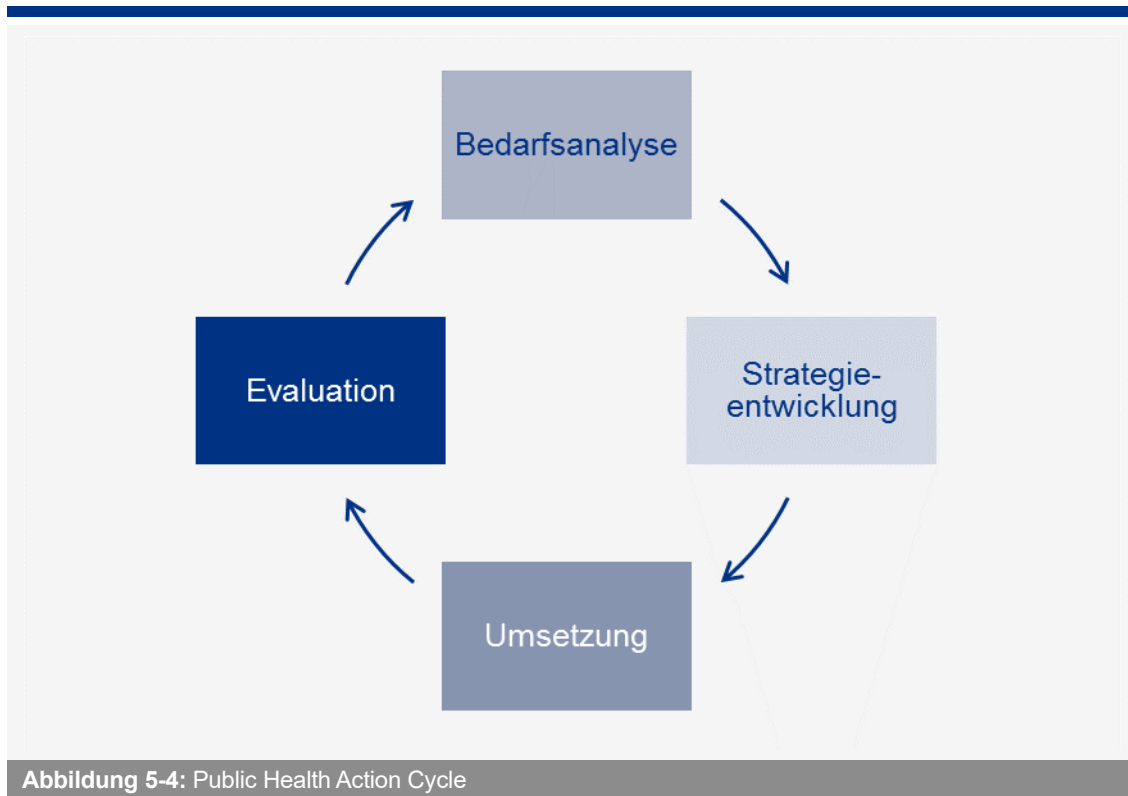 Bedarfsanalyse
Strategie-
entwicklung
Umsetzung
Evaluation
Abbildung 5-4: Public Health Action Cycle